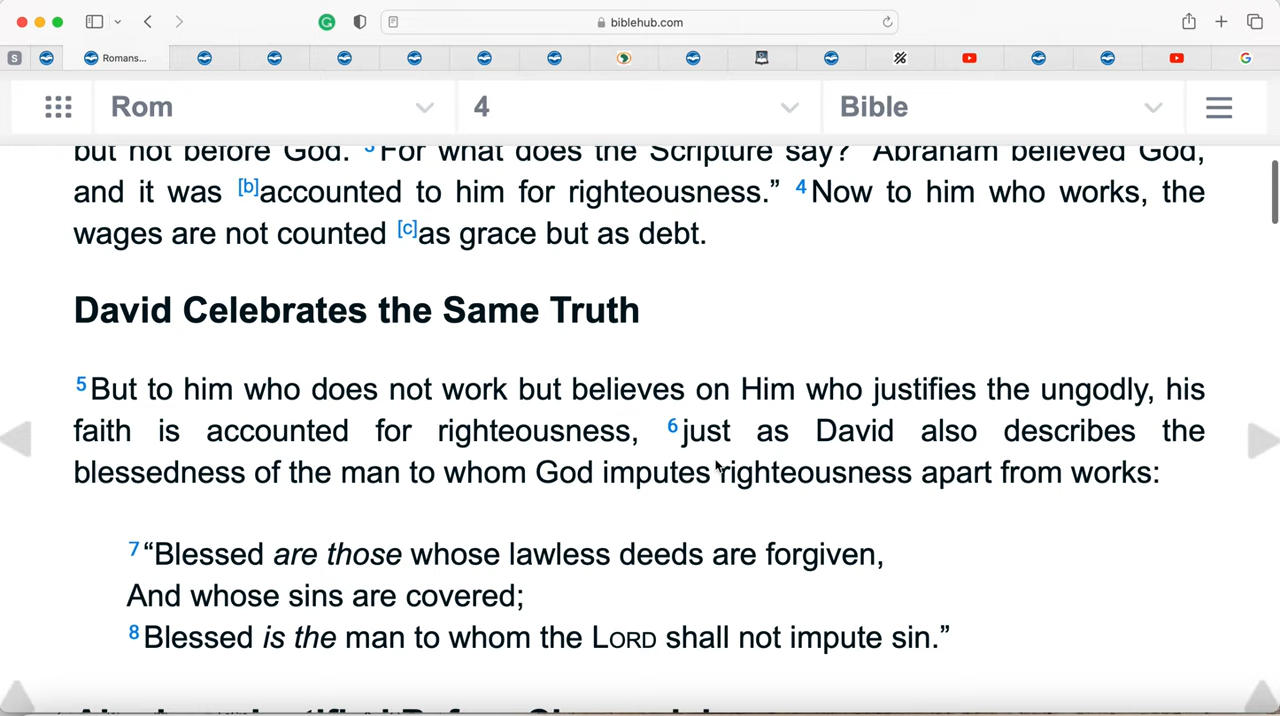 biblehub.com
S Romans... G
Rom 4 Bible
but not before God. 3 For what does the Scripture say? “Abraham believed God,
and it was [b]accounted to him for righteousness.” 4 Now to him who works, the
wages are not counted [c]as grace but as debt.
David Celebrates the Same Truth
5 But to him who does not work but believes on Him who justifies the ungodly, his
faith is accounted for righteousness, 6 just as David also describes the
blessedness of the man to whom God imputes righteousness apart from works:
7 “Blessed are those whose lawless deeds are forgiven,
And whose sins are covered;
8 Blessed is the man to whom the LORD shall not impute sin.”